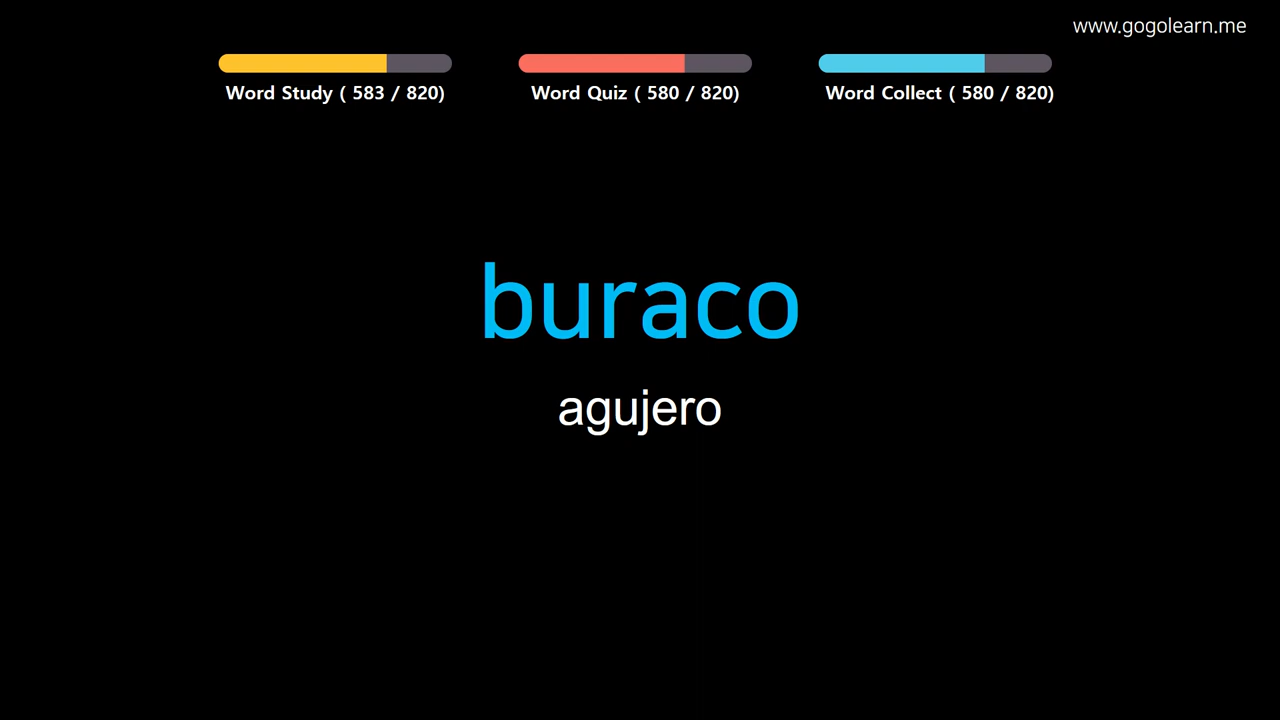 www.gogolearn.me
Word Study ( 583 / 820)
Word Quiz ( 580 / 820)
Word Collect ( 580 / 820)
buraco
agujero